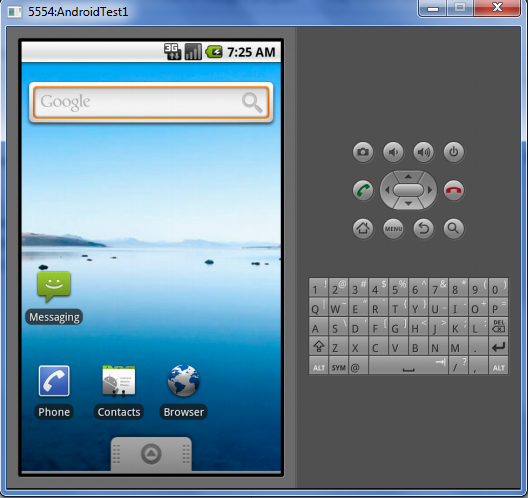 5554:AndroidTest1
3G 7:25 AM
Google
Messaging
Phone Contacts Browser
MENU
1 ! 2 @ 3 # 4 $ 5 % 6 ^ 7 & 8 * 9 ( 0 )
Q | W ~ E " R ` T { Y } U _ I - O + P =
A S \ D ' F [ G ] H < J > K ; L : DEL
Z X C V B N M .
ALT SYM @ / ? , ALT